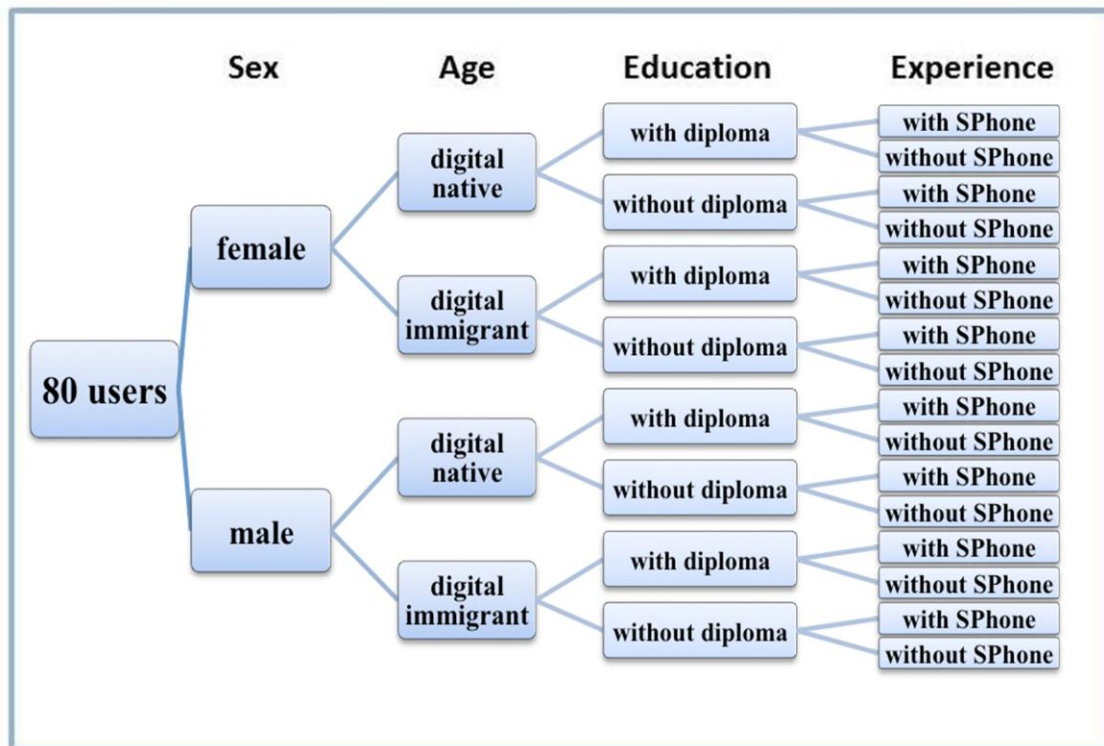 Sex Age Education Experience
80 users
female
male
digital
native
digital
immigrant
digital
native
digital
immigrant
with diploma
without diploma
with diploma
without diploma
with diploma
without diploma
with diploma
without diploma
with SPhone
without SPhone
with SPhone
without SPhone
with SPhone
without SPhone
with SPhone
without SPhone
with SPhone
without SPhone
with SPhone
without SPhone
with SPhone
without SPhone
with SPhone
without SPhone